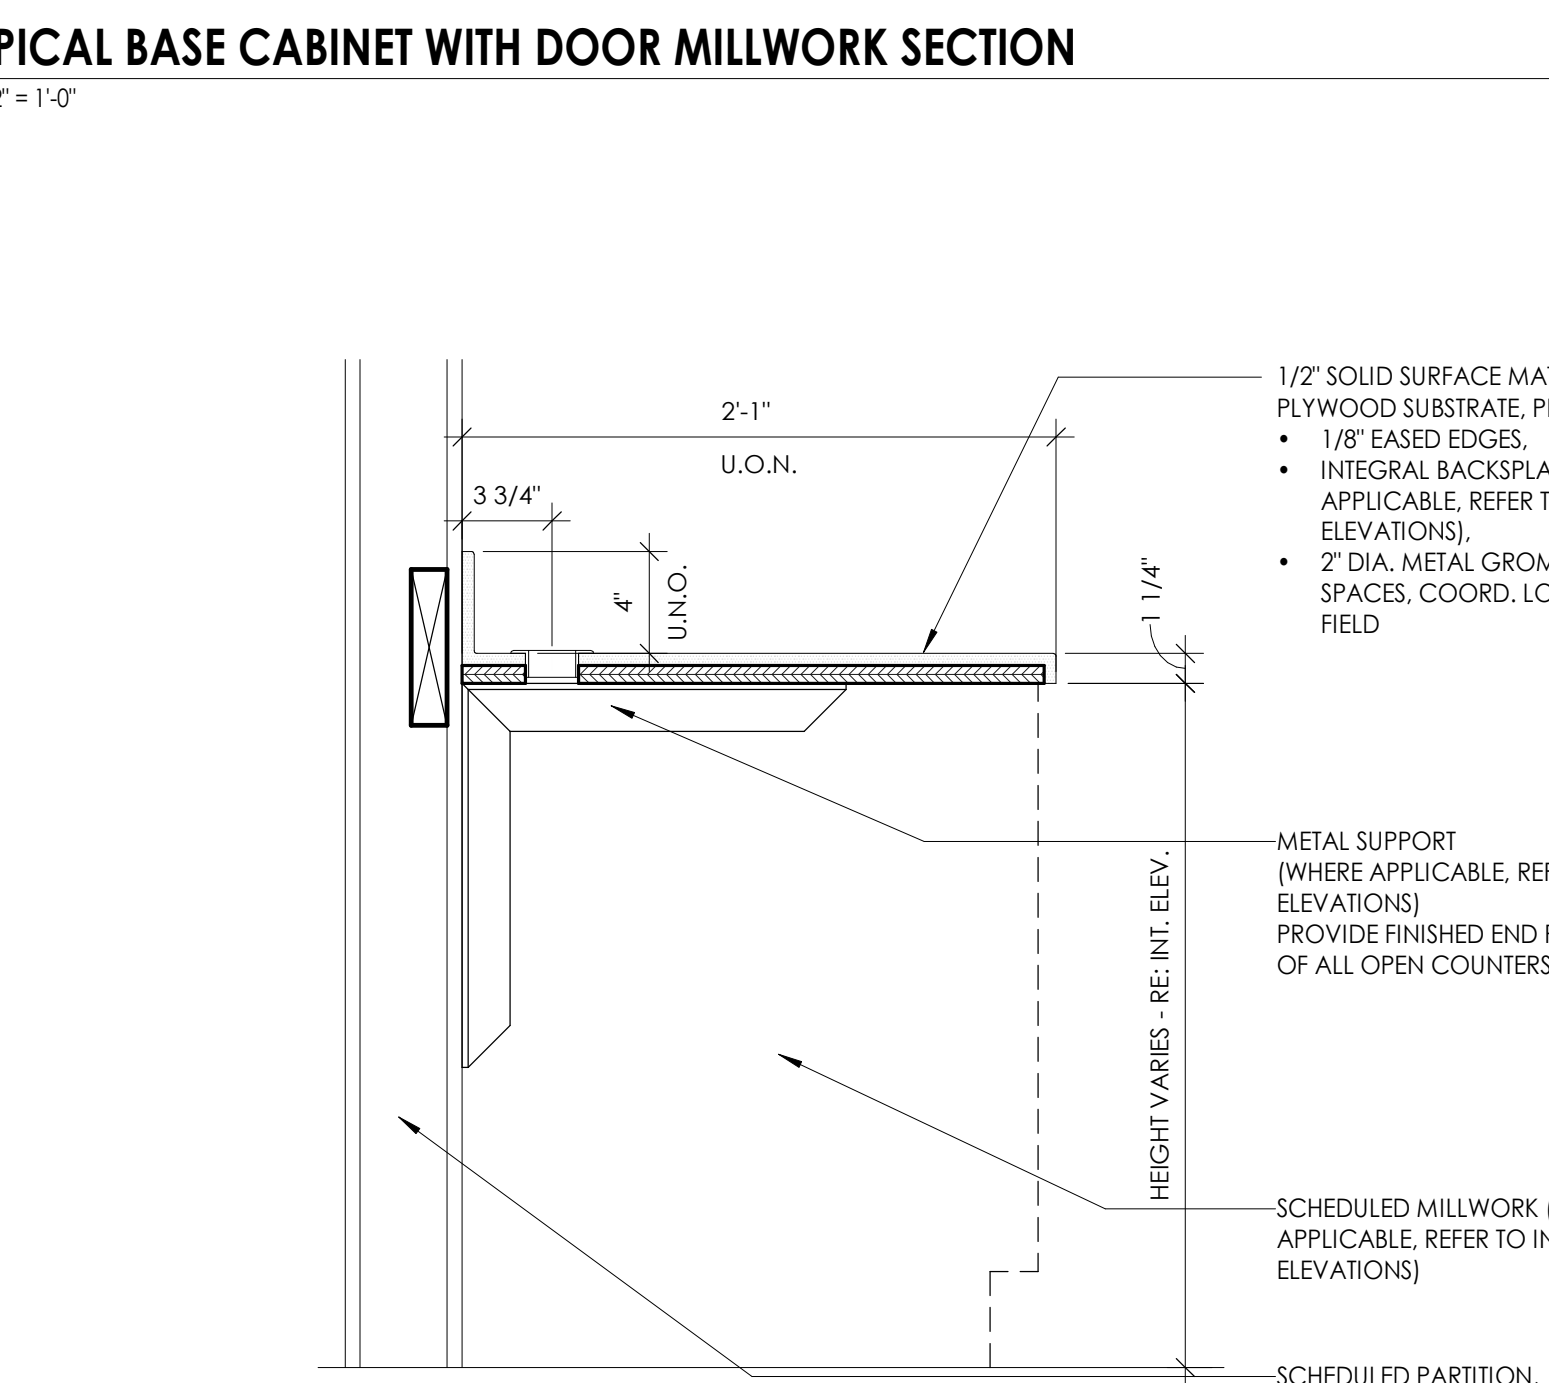 PICAL BASE CABINET WITH DOOR MILLWORK SECTION
" = 1'-0"
2'-1"
U.O.N.
3 3/4"
4"
U.N.O.
1 1/4"
1/2" SOLID SURFACE MAT
PLYWOOD SUBSTRATE, P
• 1/8" EASED EDGES,
• INTEGRAL BACKSPLA
APPLICABLE, REFER T
ELEVATIONS),
• 2" DIA. METAL GROM
SPACES, COORD. LO
FIELD
METAL SUPPORT
(WHERE APPLICABLE, REF
ELEVATIONS)
PROVIDE FINISHED END P
OF ALL OPEN COUNTERS
HEIGHT VARIES - RE: INT. ELEV.
SCHEDULED MILLWORK (
APPLICABLE, REFER TO IN
ELEVATIONS)
SCHEDULED PARTITION,